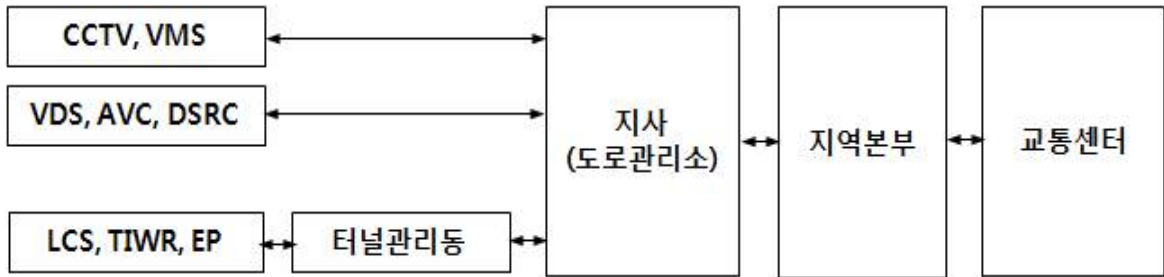 CCTV, VMS
VDS, AVC, DSRC
LCS, TIWR, EP
터널관리동
지사
(도로관리소)
지역본부
교통센터